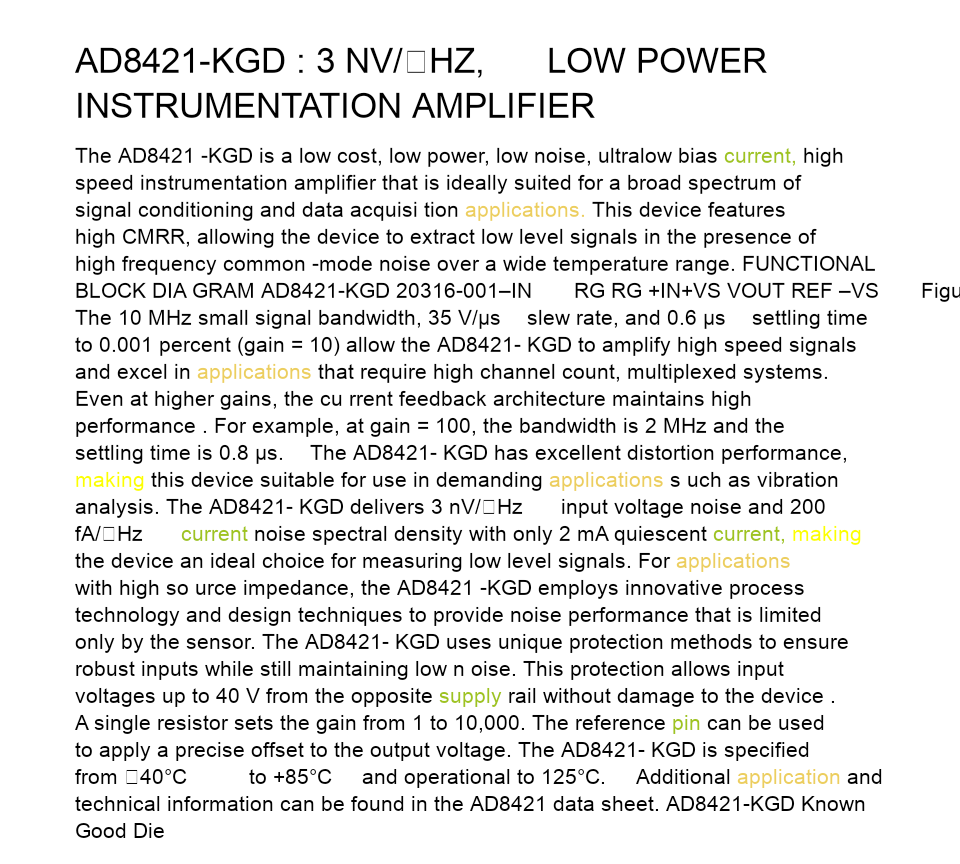 AD8421-KGD : 3 NV/□HZ, LOW POWER
INSTRUMENTATION AMPLIFIER
The AD8421 -KGD is a low cost, low power, low noise, ultralow bias current, high
speed instrumentation amplifier that is ideally suited for a broad spectrum of
signal conditioning and data acquisi tion applications. This device features
high CMRR, allowing the device to extract low level signals in the presence of
high frequency common -mode noise over a wide temperature range. FUNCTIONAL
BLOCK DIA GRAM AD8421-KGD 20316-001–IN RG RG +IN+VS VOUT REF –VS Figu
The 10 MHz small signal bandwidth, 35 V/µs slew rate, and 0.6 µs settling time
to 0.001 percent (gain = 10) allow the AD8421- KGD to amplify high speed signals
and excel in applications that require high channel count, multiplexed systems.
Even at higher gains, the cu rrent feedback architecture maintains high
performance . For example, at gain = 100, the bandwidth is 2 MHz and the
settling time is 0.8 µs. The AD8421- KGD has excellent distortion performance,
making this device suitable for use in demanding applications s uch as vibration
analysis. The AD8421- KGD delivers 3 nV/□Hz input voltage noise and 200
fA/□Hz current noise spectral density with only 2 mA quiescent current, making
the device an ideal choice for measuring low level signals. For applications
with high so urce impedance, the AD8421 -KGD employs innovative process
technology and design techniques to provide noise performance that is limited
only by the sensor. The AD8421- KGD uses unique protection methods to ensure
robust inputs while still maintaining low n oise. This protection allows input
voltages up to 40 V from the opposite supply rail without damage to the device .
A single resistor sets the gain from 1 to 10,000. The reference pin can be used
to apply a precise offset to the output voltage. The AD8421- KGD is specified
from □40°C to +85°C and operational to 125°C. Additional application and
technical information can be found in the AD8421 data sheet. AD8421-KGD Known
Good Die